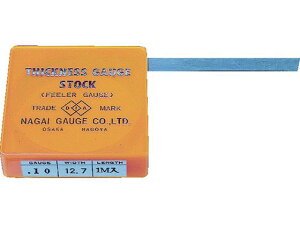 THICKNESS GAUGE
STOCK
(FEELER GAUGE)
TRADE DIA MARK
NAGAI GAUGE CO., LTD.
OSAKA NAGOYA
GAUGE WIDTH LENGTH
.10 12.7 1M入